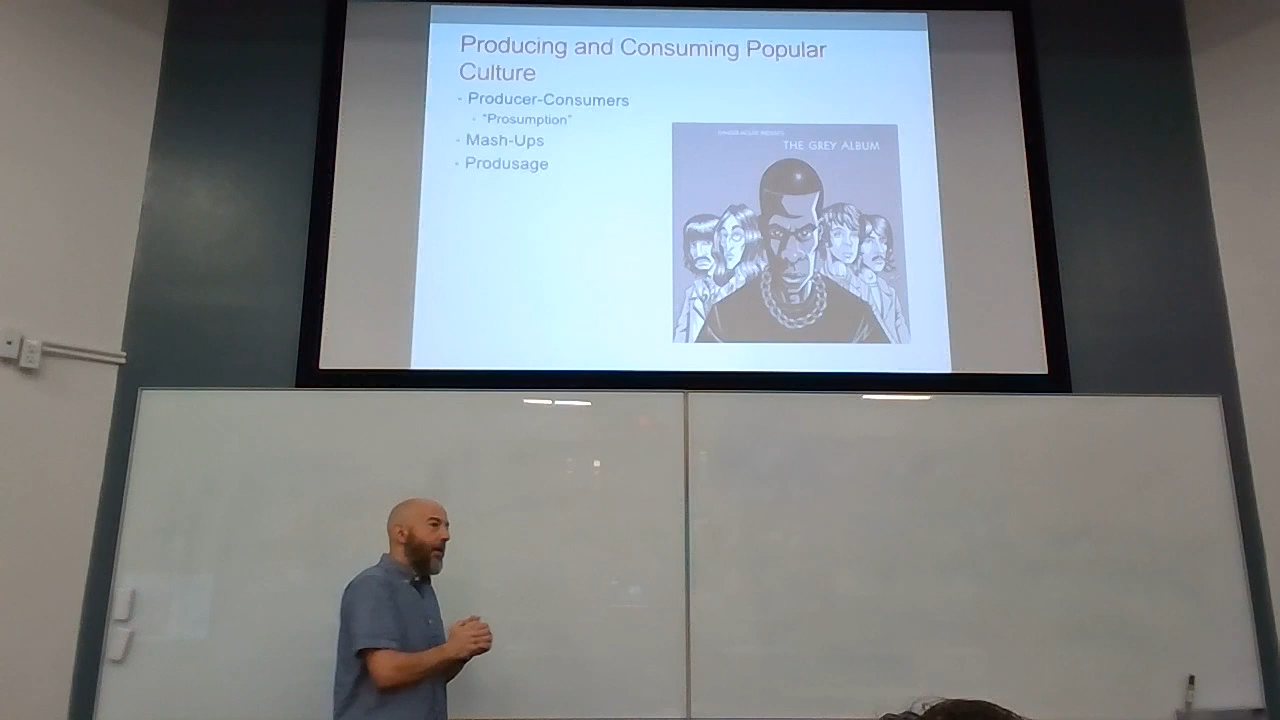 Producing and Consuming Popular
Culture
Producer-Consumers
"Prosumption"
Mash-Ups
Produsage
THE GREY ALBUM